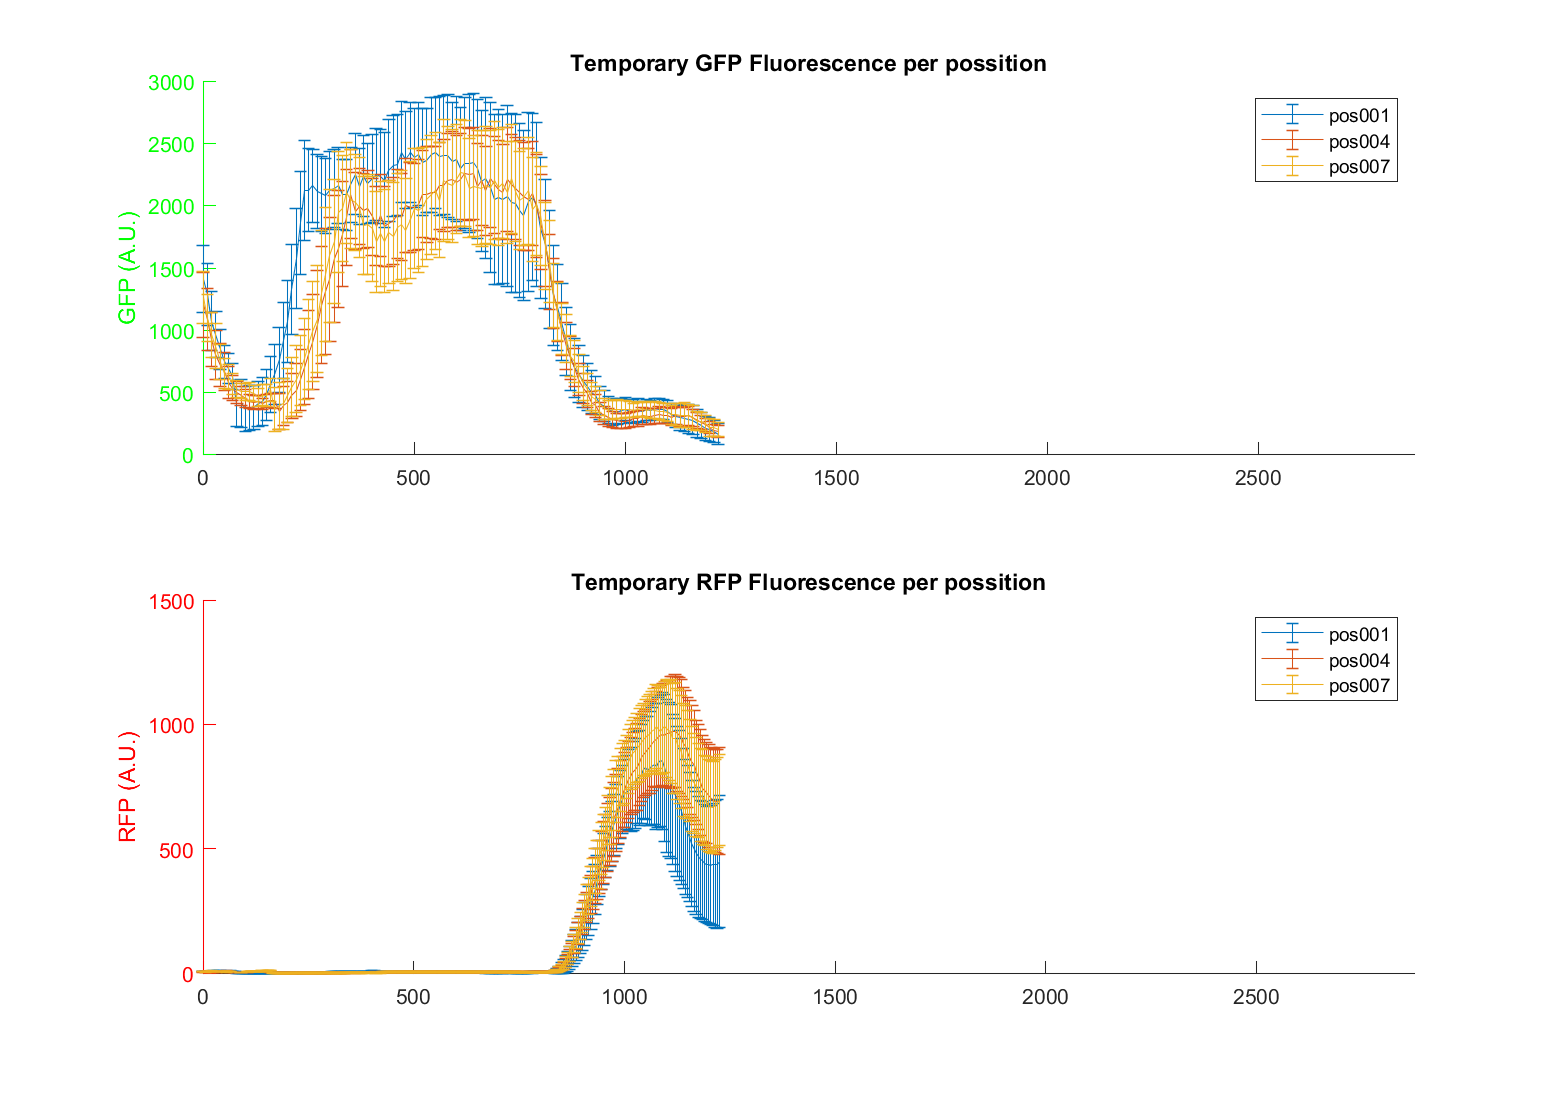 Temporary GFP Fluorescence per possition
3000
2500
2000
1500
1000
500
0
GFP (A.U.)
0 500 1000 1500 2000 2500
pos001
pos004
pos007
Temporary RFP Fluorescence per possition
1500
1000
500
0
RFP (A.U.)
0 500 1000 1500 2000 2500
pos001
pos004
pos007